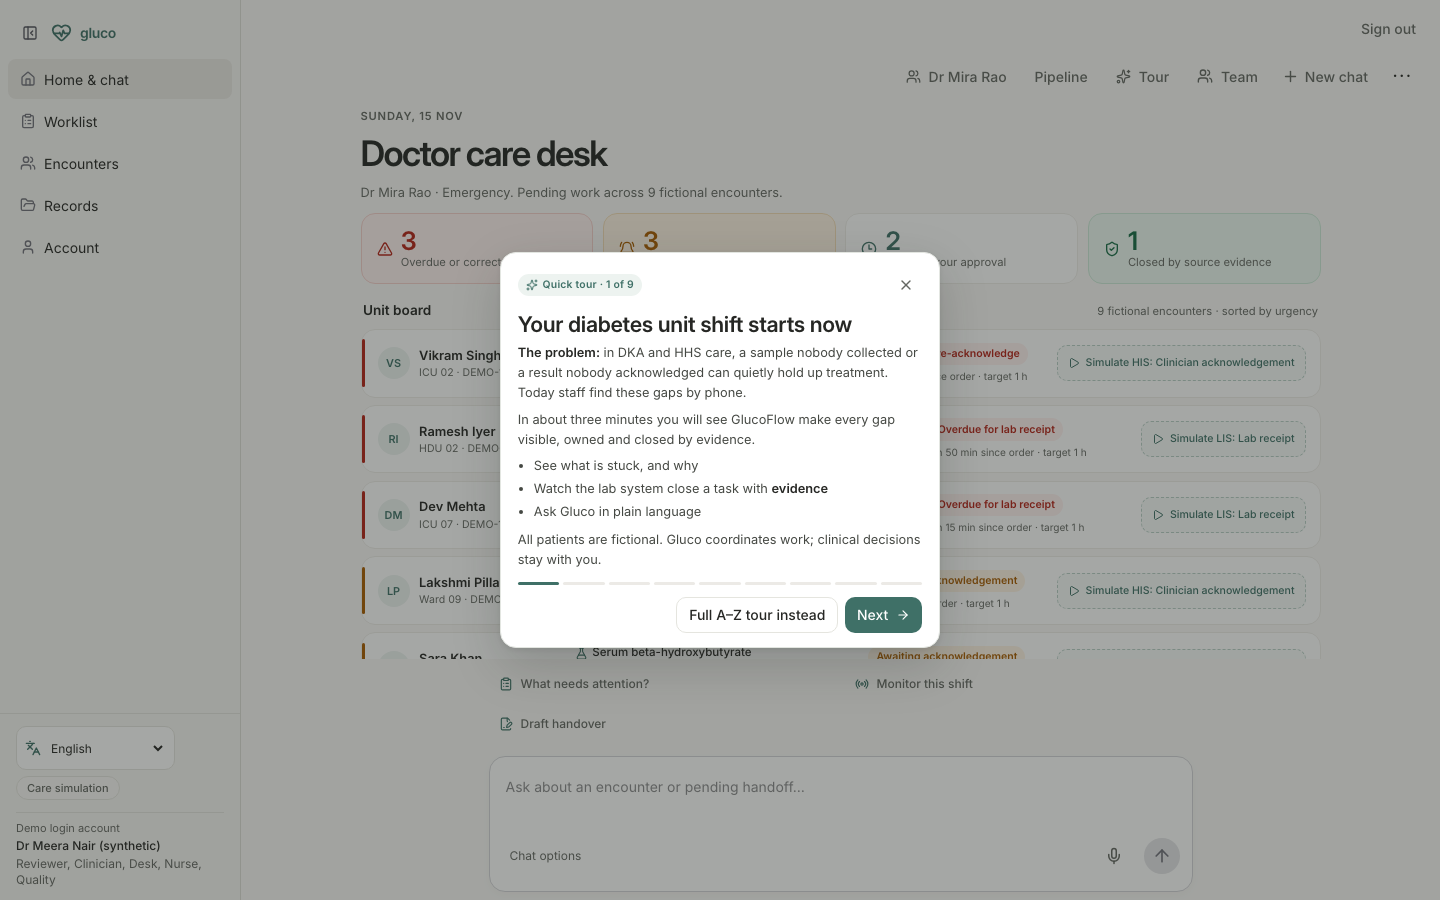 gluco
Sign out
Home & chat
Worklist
Encounters
Records
Account
Dr Mira Rao
Pipeline
Tour
Team
New chat
SUNDAY, 15 NOV
Doctor care desk
Dr Mira Rao · Emergency. Pending work across 9 fictional encounters.
3
Overdue or correct
3
2
our approval
1
Closed by source evidence
Unit board
9 fictional encounters · sorted by urgency
VS
Vikram Singh
ICU 02 · DEMO-
e-acknowledge
e order · target 1 h
Simulate HIS: Clinician acknowledgement
RI
Ramesh Iyer
HDU 02 · DEMO
Overdue for lab receipt
50 min since order · target 1 h
Simulate LIS: Lab receipt
DM
Dev Mehta
ICU 07 · DEMO-
Overdue for lab receipt
15 min since order · target 1 h
Simulate LIS: Lab receipt
LP
Lakshmi Pilla
Ward 09 · DEMO
knowledgement
der · target 1 h
Simulate HIS: Clinician acknowledgement
Sara Khan
Serum beta-hydroxybutyrate
Awaiting acknowledgement
Quick tour · 1 of 9
Your diabetes unit shift starts now
The problem: in DKA and HHS care, a sample nobody collected or
a result nobody acknowledged can quietly hold up treatment.
Today staff find these gaps by phone.
In about three minutes you will see GlucoFlow make every gap
visible, owned and closed by evidence.
• See what is stuck, and why
• Watch the lab system close a task with evidence
• Ask Gluco in plain language
All patients are fictional. Gluco coordinates work; clinical decisions
stay with you.
Full A–Z tour instead
Next
What needs attention?
Monitor this shift
Draft handover
Ask about an encounter or pending handoff...
Chat options
English
Care simulation
Demo login account
Dr Meera Nair (synthetic)
Reviewer, Clinician, Desk, Nurse,
Quality